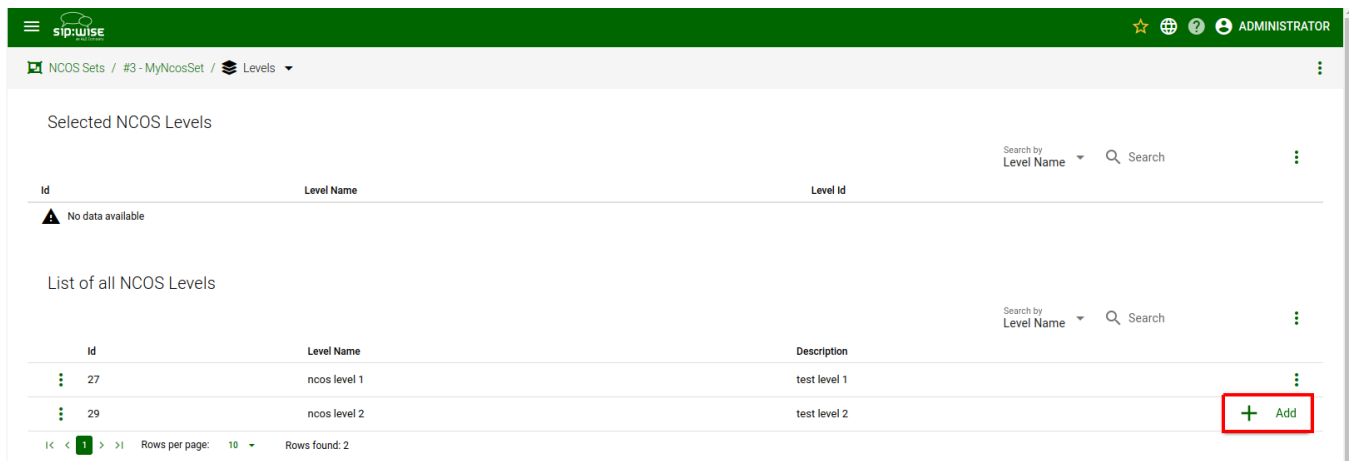 sip:wise ADMINISTRATOR
NCOS Sets / #3 - MyNcosSet / Levels
Selected NCOS Levels
Search by
Level Name Search
Id Level Name Level Id
No data available
List of all NCOS Levels
Search by
Level Name Search
Id Level Name Description
27 ncos level 1 test level 1
29 ncos level 2 test level 2 + Add
|< < 1 > >| Rows per page: 10 Rows found: 2